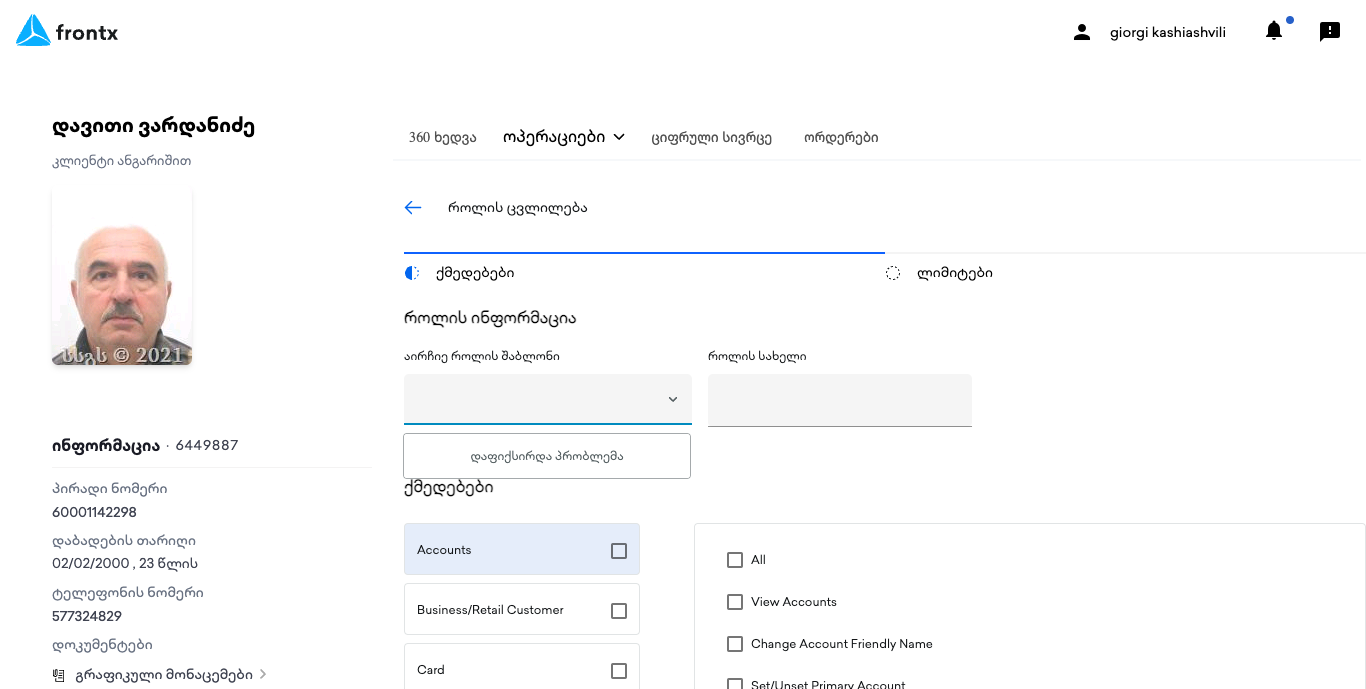 frontx
giorgi kashiashvili
დავითი ვარდანიძე
კლიენტი ანგარიშით
სსგს © 2021
ინფორმაცია · 6449887
პირადი ნომერი
60001142298
დაბადების თარიღი
02/02/2000 , 23 წლის
ტელეფონის ნომერი
577324829
დოკუმენტები
გრაფიკული მონაცემები
360 ხედვა ოპერაციები ციფრული სივრცე ორდერები
როლის ცვლილება
ქმედებები ლიმიტები
როლის ინფორმაცია
აირჩიე როლის შაბლონი როლის სახელი
დაფიქსირდა პრობლემა
ქმედებები
Accounts
Business/Retail Customer
Card
All
View Accounts
Change Account Friendly Name
Set/Unset Primary Account